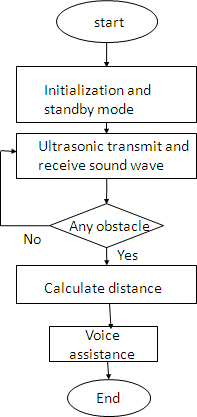 start
Initialization and
standby mode
Ultrasonic transmit and
receive sound wave
Any obstacle
No
Yes
Calculate distance
Voice
assistance
End